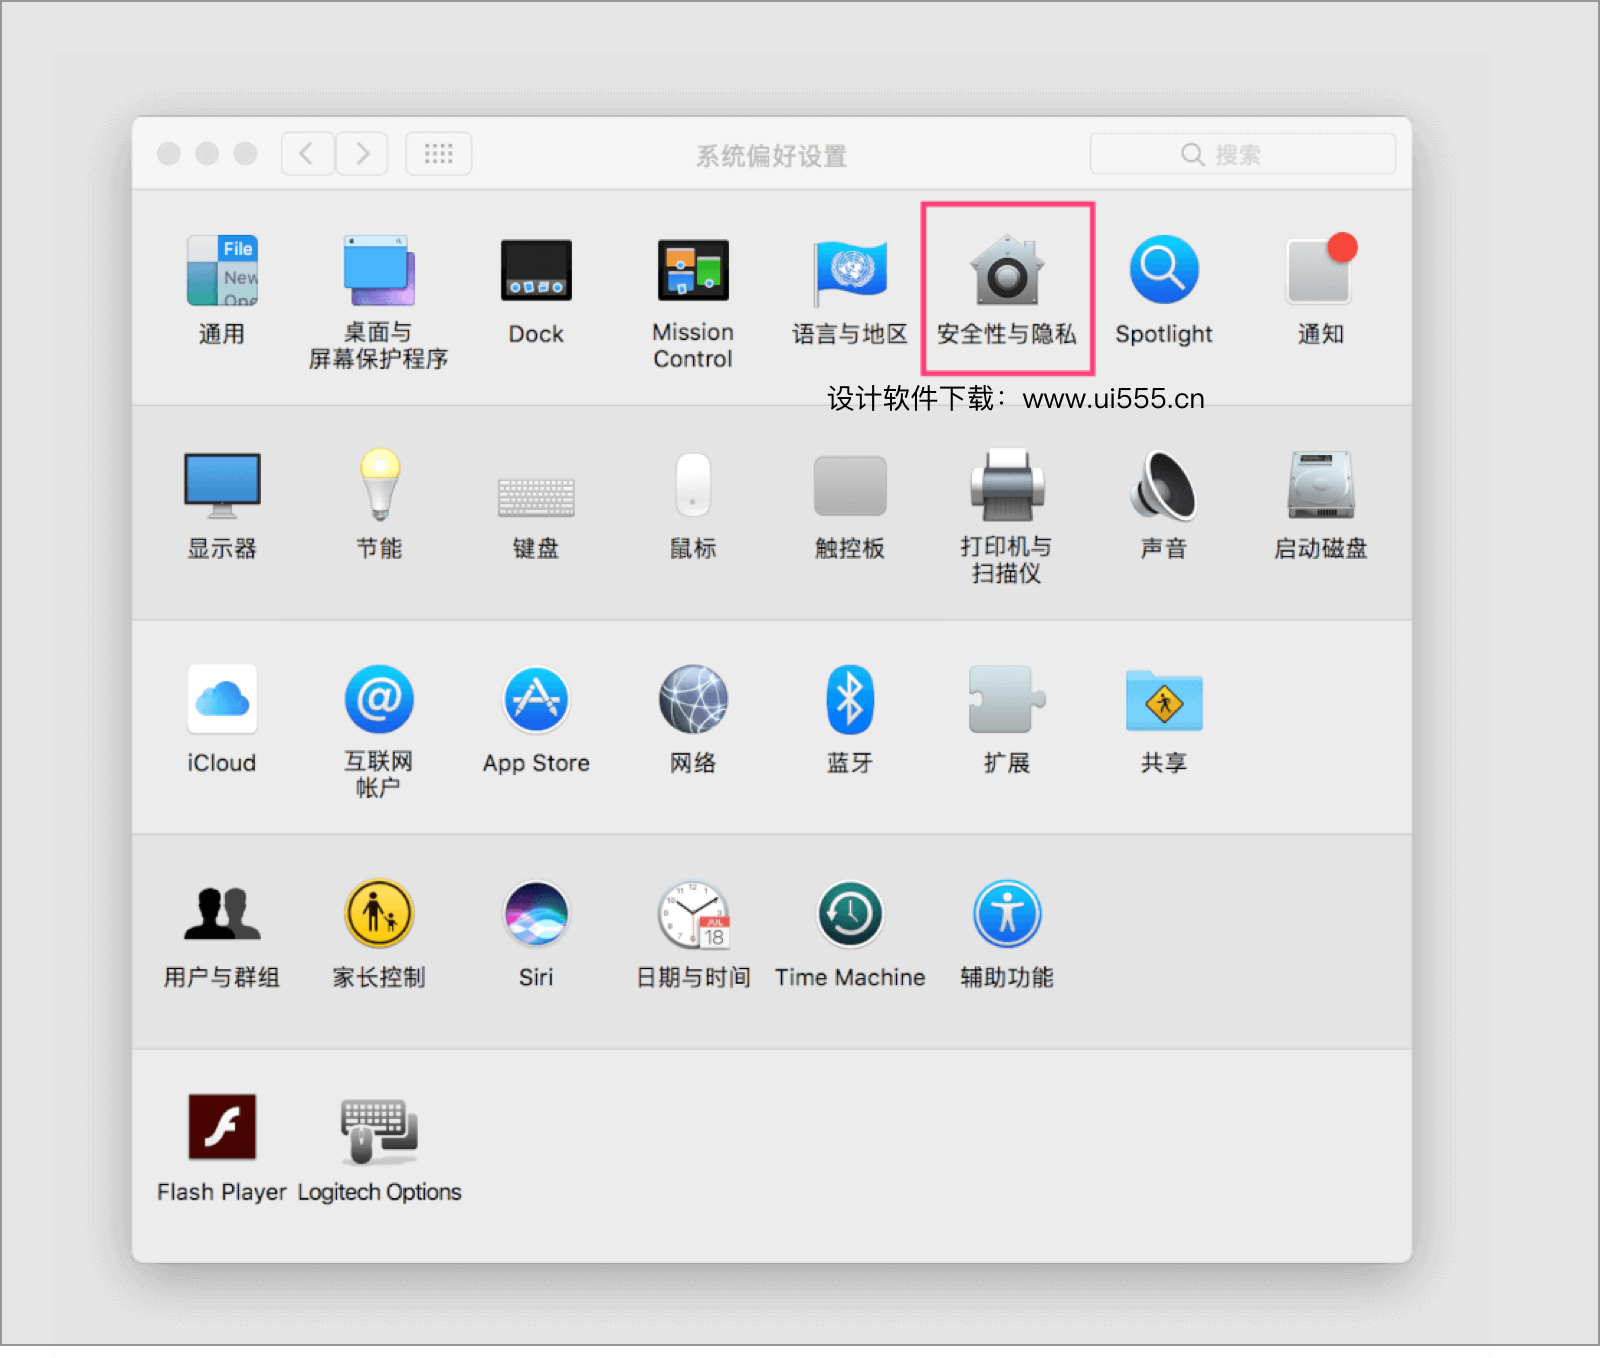 系统偏好设置
搜索
File
New
Ope
通用
桌面与
屏幕保护程序
Dock
Mission
Control
语言与地区
安全性与隐私
Spotlight
通知
设计软件下载：www.ui555.cn
显示器
节能
键盘
鼠标
触控板
打印机与
扫描仪
声音
启动磁盘
iCloud
@
互联网
帐户
App Store
网络
蓝牙
扩展
共享
用户与群组
家长控制
Siri
JUL
18
日期与时间
Time Machine
辅助功能
Flash Player
Logitech Options